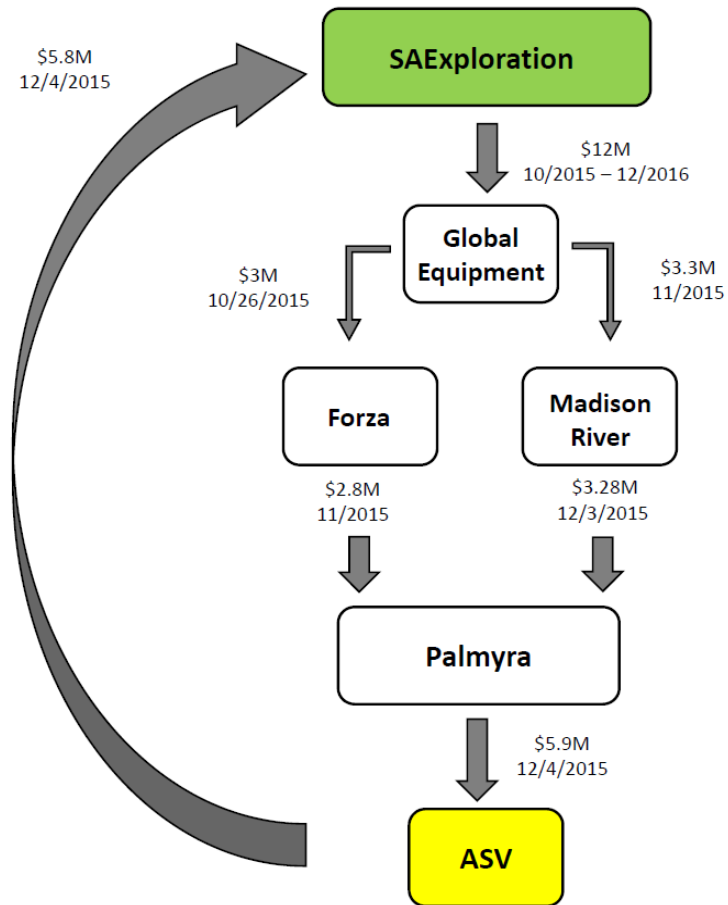 $5.8M
12/4/2015
SAExploration
$12M
10/2015 – 12/2016
Global
Equipment
$3M
10/26/2015
$3.3M
11/2015
Forza
Madison
River
$2.8M
11/2015
$3.28M
12/3/2015
Palmyra
$5.9M
12/4/2015
ASV